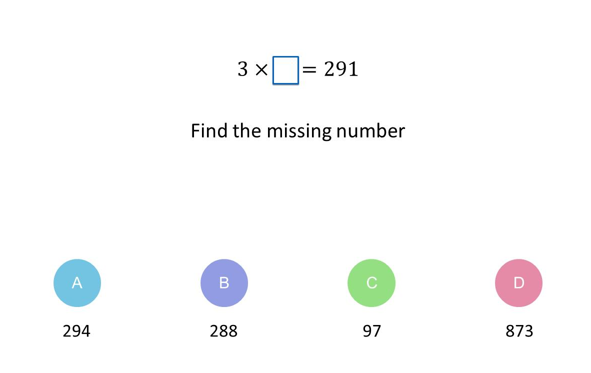 3 × □ = 291
Find the missing number
A B C D
294 288 97 873